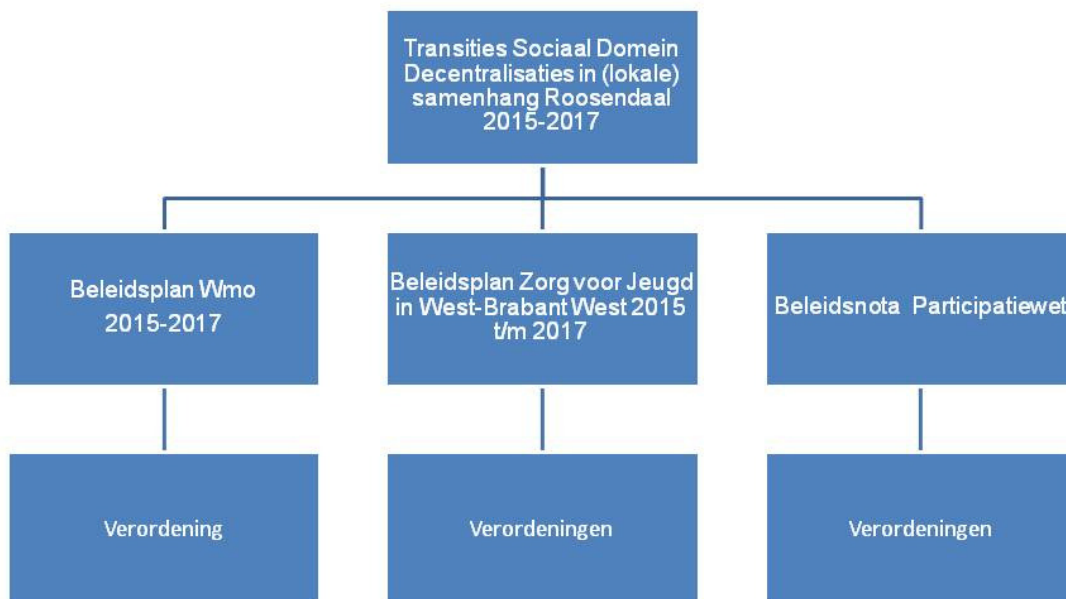 Transities Sociaal Domein
Decentralisaties in (lokale)
samenhang Roosendaal
2015-2017
Beleidsplan Wmo
2015-2017
Beleidsplan Zorg voor Jeugd
in West-Brabant West 2015
t/m 2017
Beleidsnota Participatiewet
Verordening
Verordeningen
Verordeningen